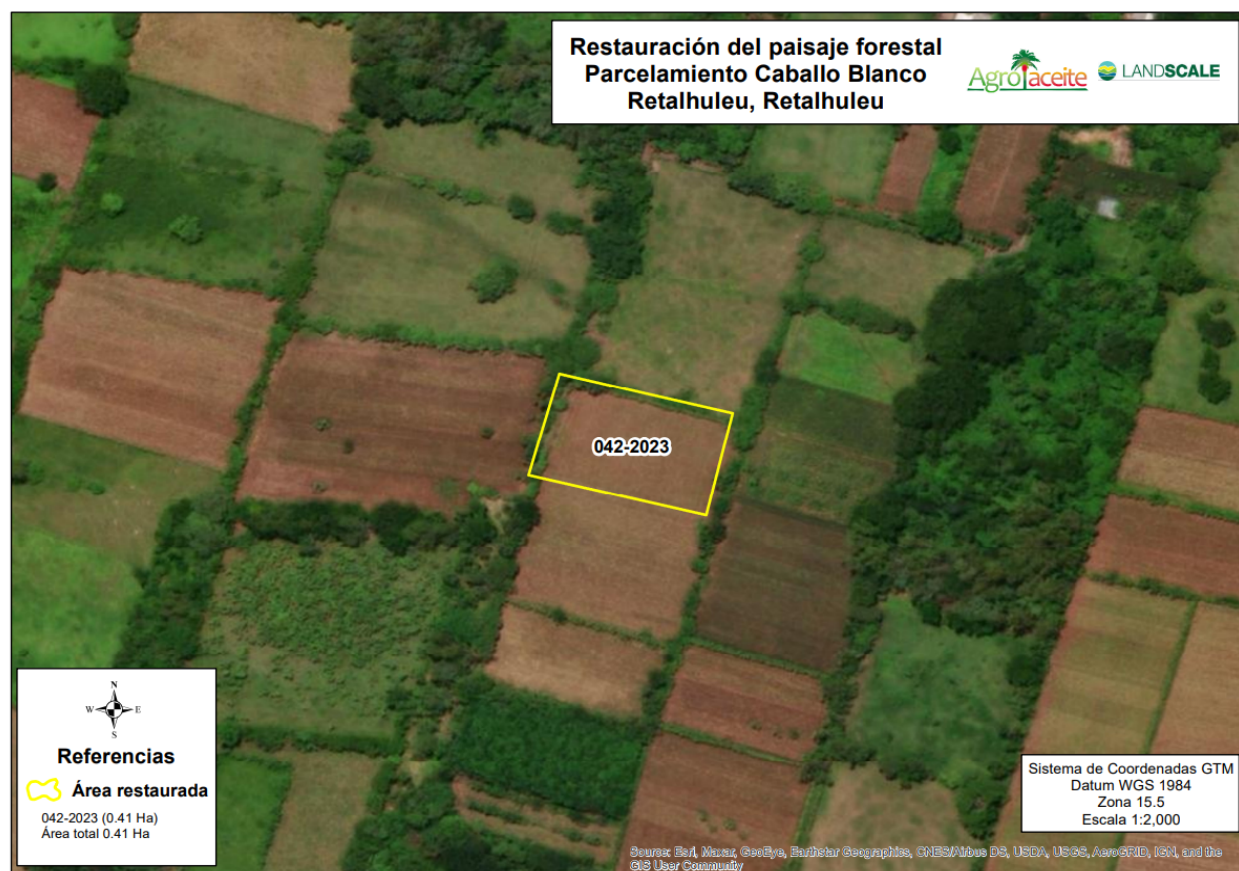 Restauración del paisaje forestal
Parcelamiento Caballo Blanco
Retalhuleu, Retalhuleu
Agroaceite
LANDSCALE
042-2023
N
W E
S
Referencias
Área restaurada
042-2023 (0.41 Ha)
Área total 0.41 Ha
Sistema de Coordenadas GTM
Datum WGS 1984
Zona 15.5
Escala 1:2,000
Source: Esri, Maxar, GeoEye, Earthstar Geographics, CNES/Airbus DS, USDA, USGS, AeroGRID, IGN, and the
GIS User Community